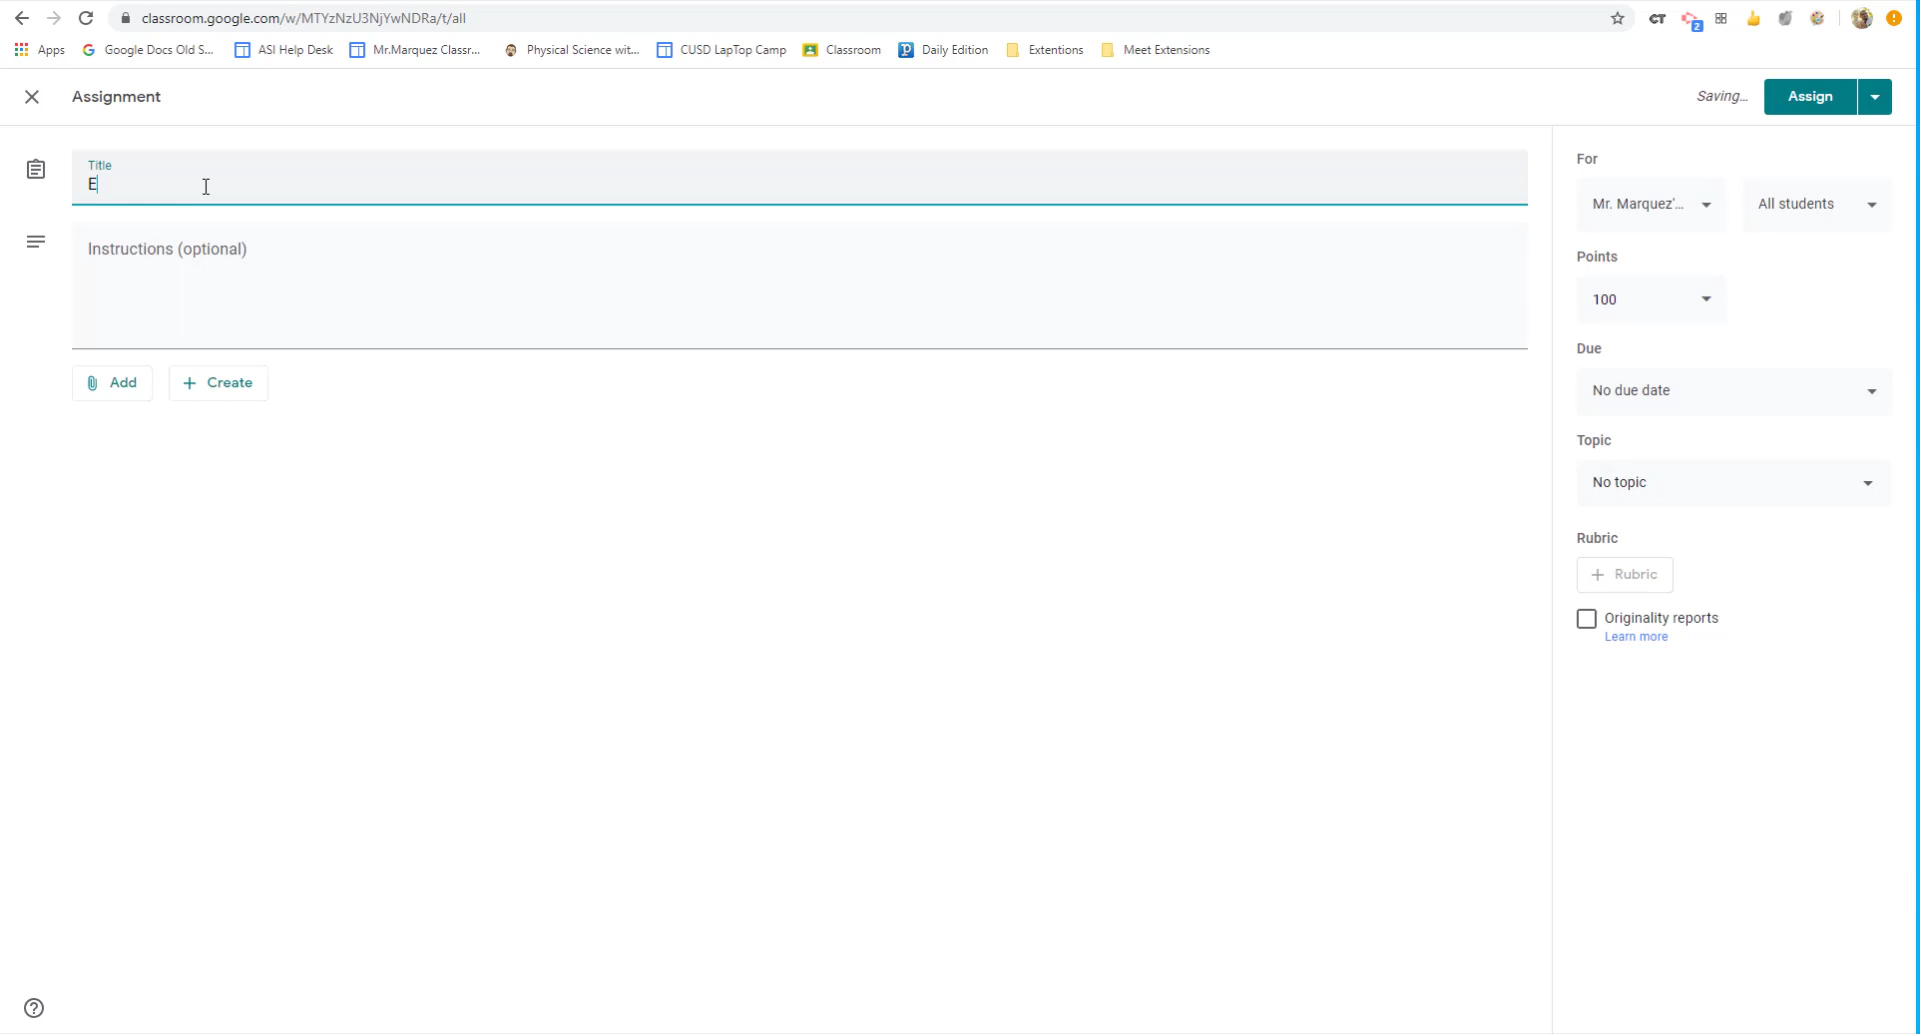 classroom.google.com/w/MTYzNzU3NjYwNDRa/t/all
CT
2
Apps
Google Docs Old S...
ASI Help Desk
Mr.Marquez Classr...
Physical Science wit...
CUSD LapTop Camp
Classroom
Daily Edition
Extentions
Meet Extensions
Assignment
Saving...
Assign
Title
E
Instructions (optional)
Add
Create
For
Mr. Marquez'...
All students
Points
100
Due
No due date
Topic
No topic
Rubric
Rubric
Originality reports
Learn more